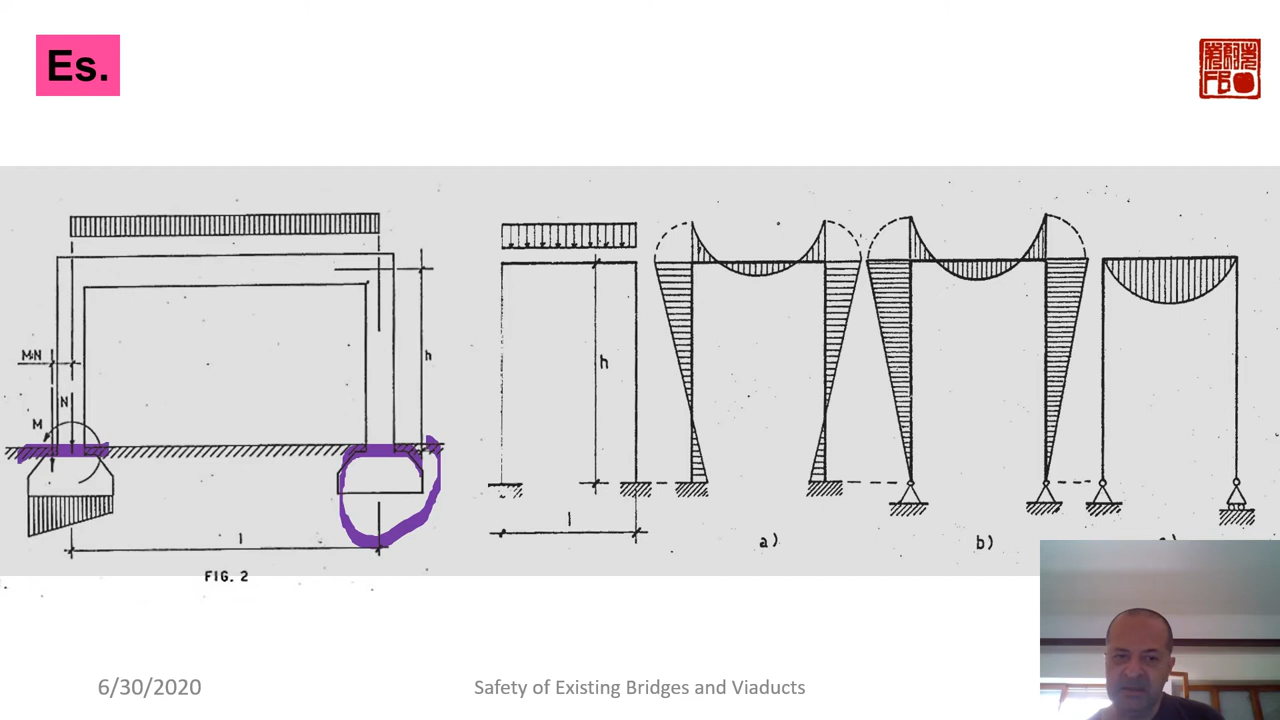 Es.
M:N
N
M
h
l
FIG. 2
h
l
a)
b)
6/30/2020
Safety of Existing Bridges and Viaducts